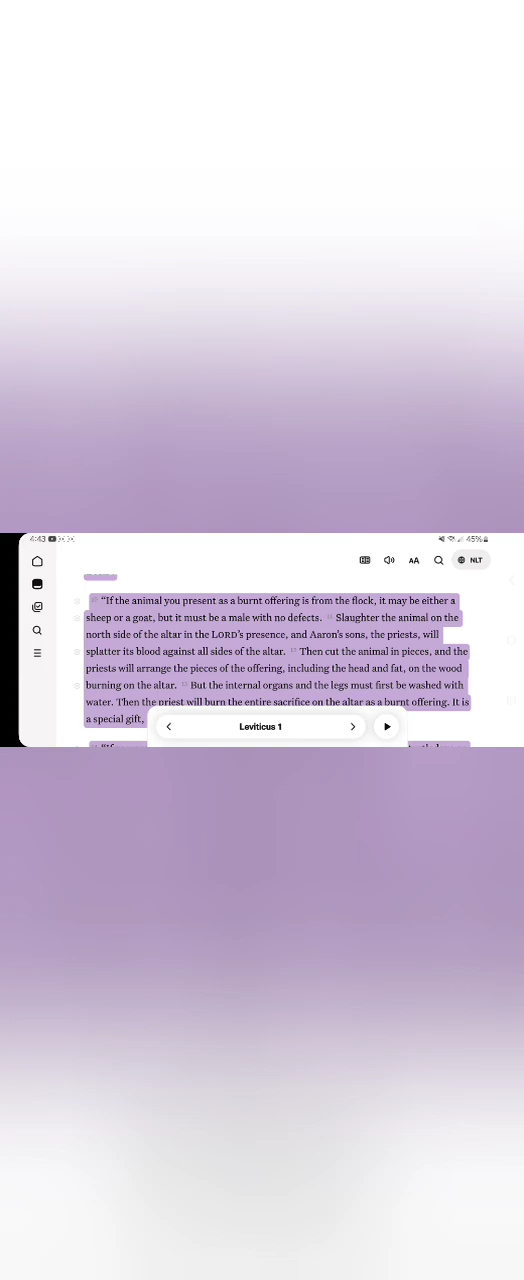 4:43 45%
AA NLT
10 “If the animal you present as a burnt offering is from the flock, it may be either a
sheep or a goat, but it must be a male with no defects. 11 Slaughter the animal on the
north side of the altar in the LORD’s presence, and Aaron’s sons, the priests, will
splatter its blood against all sides of the altar. 12 Then cut the animal in pieces, and the
priests will arrange the pieces of the offering, including the head and fat, on the wood
burning on the altar. 13 But the internal organs and the legs must first be washed with
water. Then the priest will burn the entire sacrifice on the altar as a burnt offering. It is
a special gift,
Leviticus 1